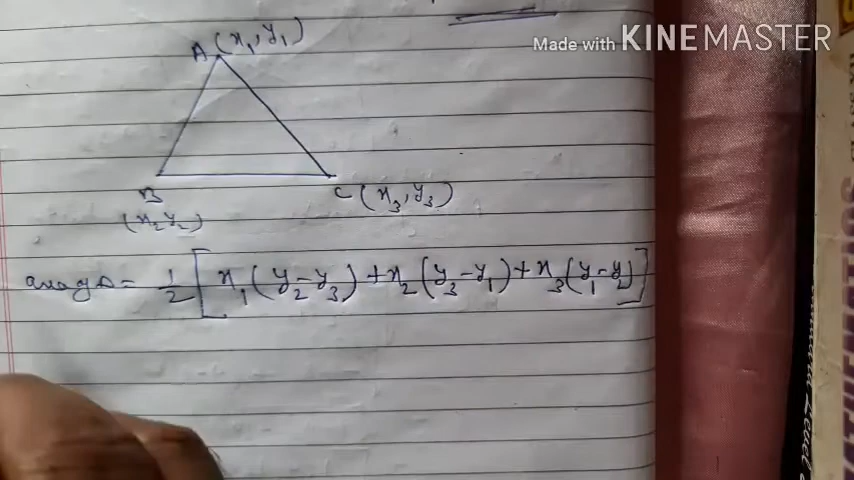 Made with KINEMASTER
A (x₁, y₁)
B
(x₂ y₂)
C (x₃, y₃)
area of Δ = 1/2 [x₁(y₂-y₃) + x₂(y₃-y₁) + x₃(y₁-y₂)]